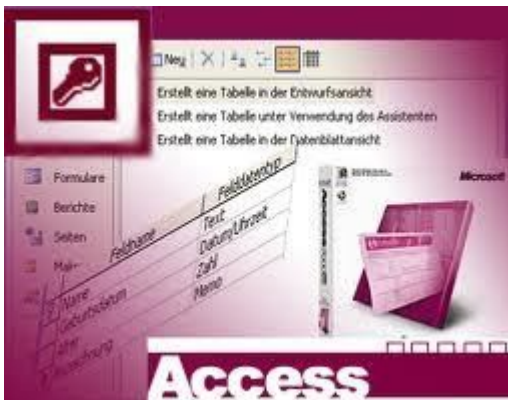 Neu
Erstellt eine Tabelle in der Entwurfsansicht
Erstellt eine Tabelle unter Verwendung des Assistenten
Erstellt eine Tabelle in der Datenblattansicht
Formulare
Berichte
Seiten
Feldname Felddatentyp
Name Text
Geburtsdatum Datum/Uhrzeit
Alter Zahl
Memo
Microsoft
Access